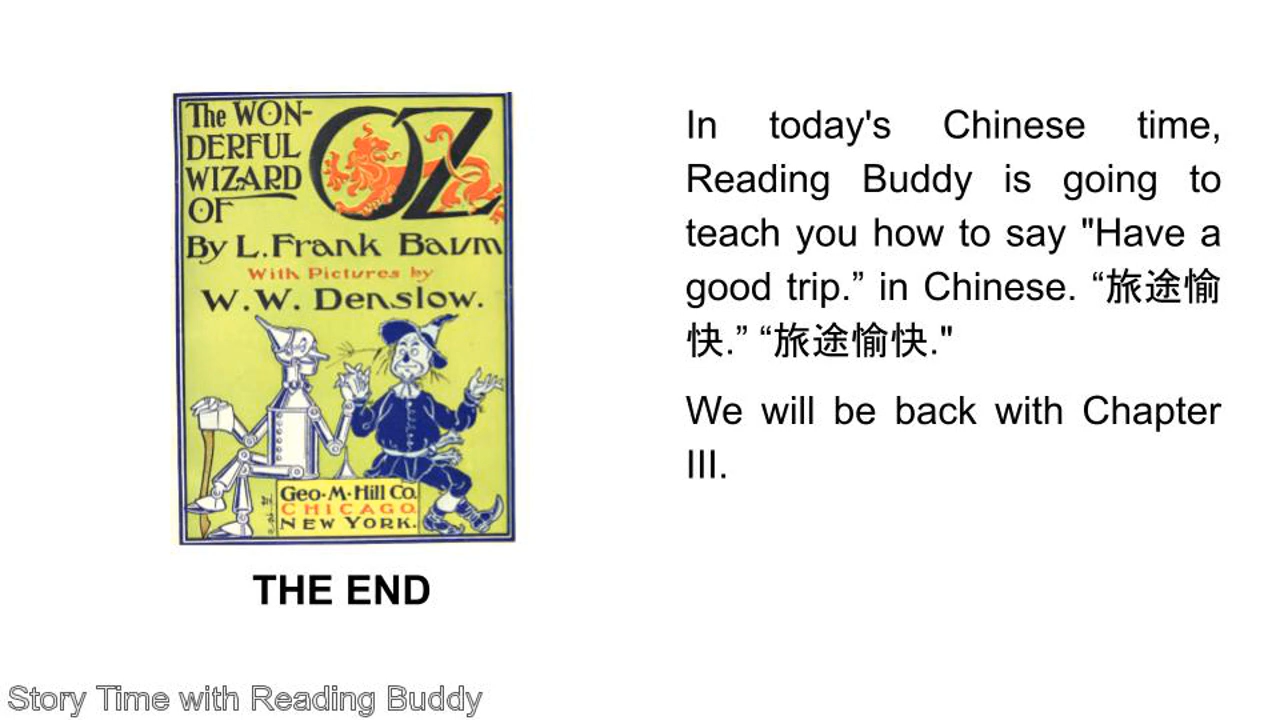 The WON-
DERFUL
WIZARD
OF
OZ
By L. Frank Baum
With Pictures by
W. W. Denslow.
Geo. M. Hill Co.
CHICAGO.
NEW YORK.
THE END
In today's Chinese time,
Reading Buddy is going to
teach you how to say "Have a
good trip.” in Chinese. “旅途愉
快.” “旅途愉快."
We will be back with Chapter
III.
Story Time with Reading Buddy